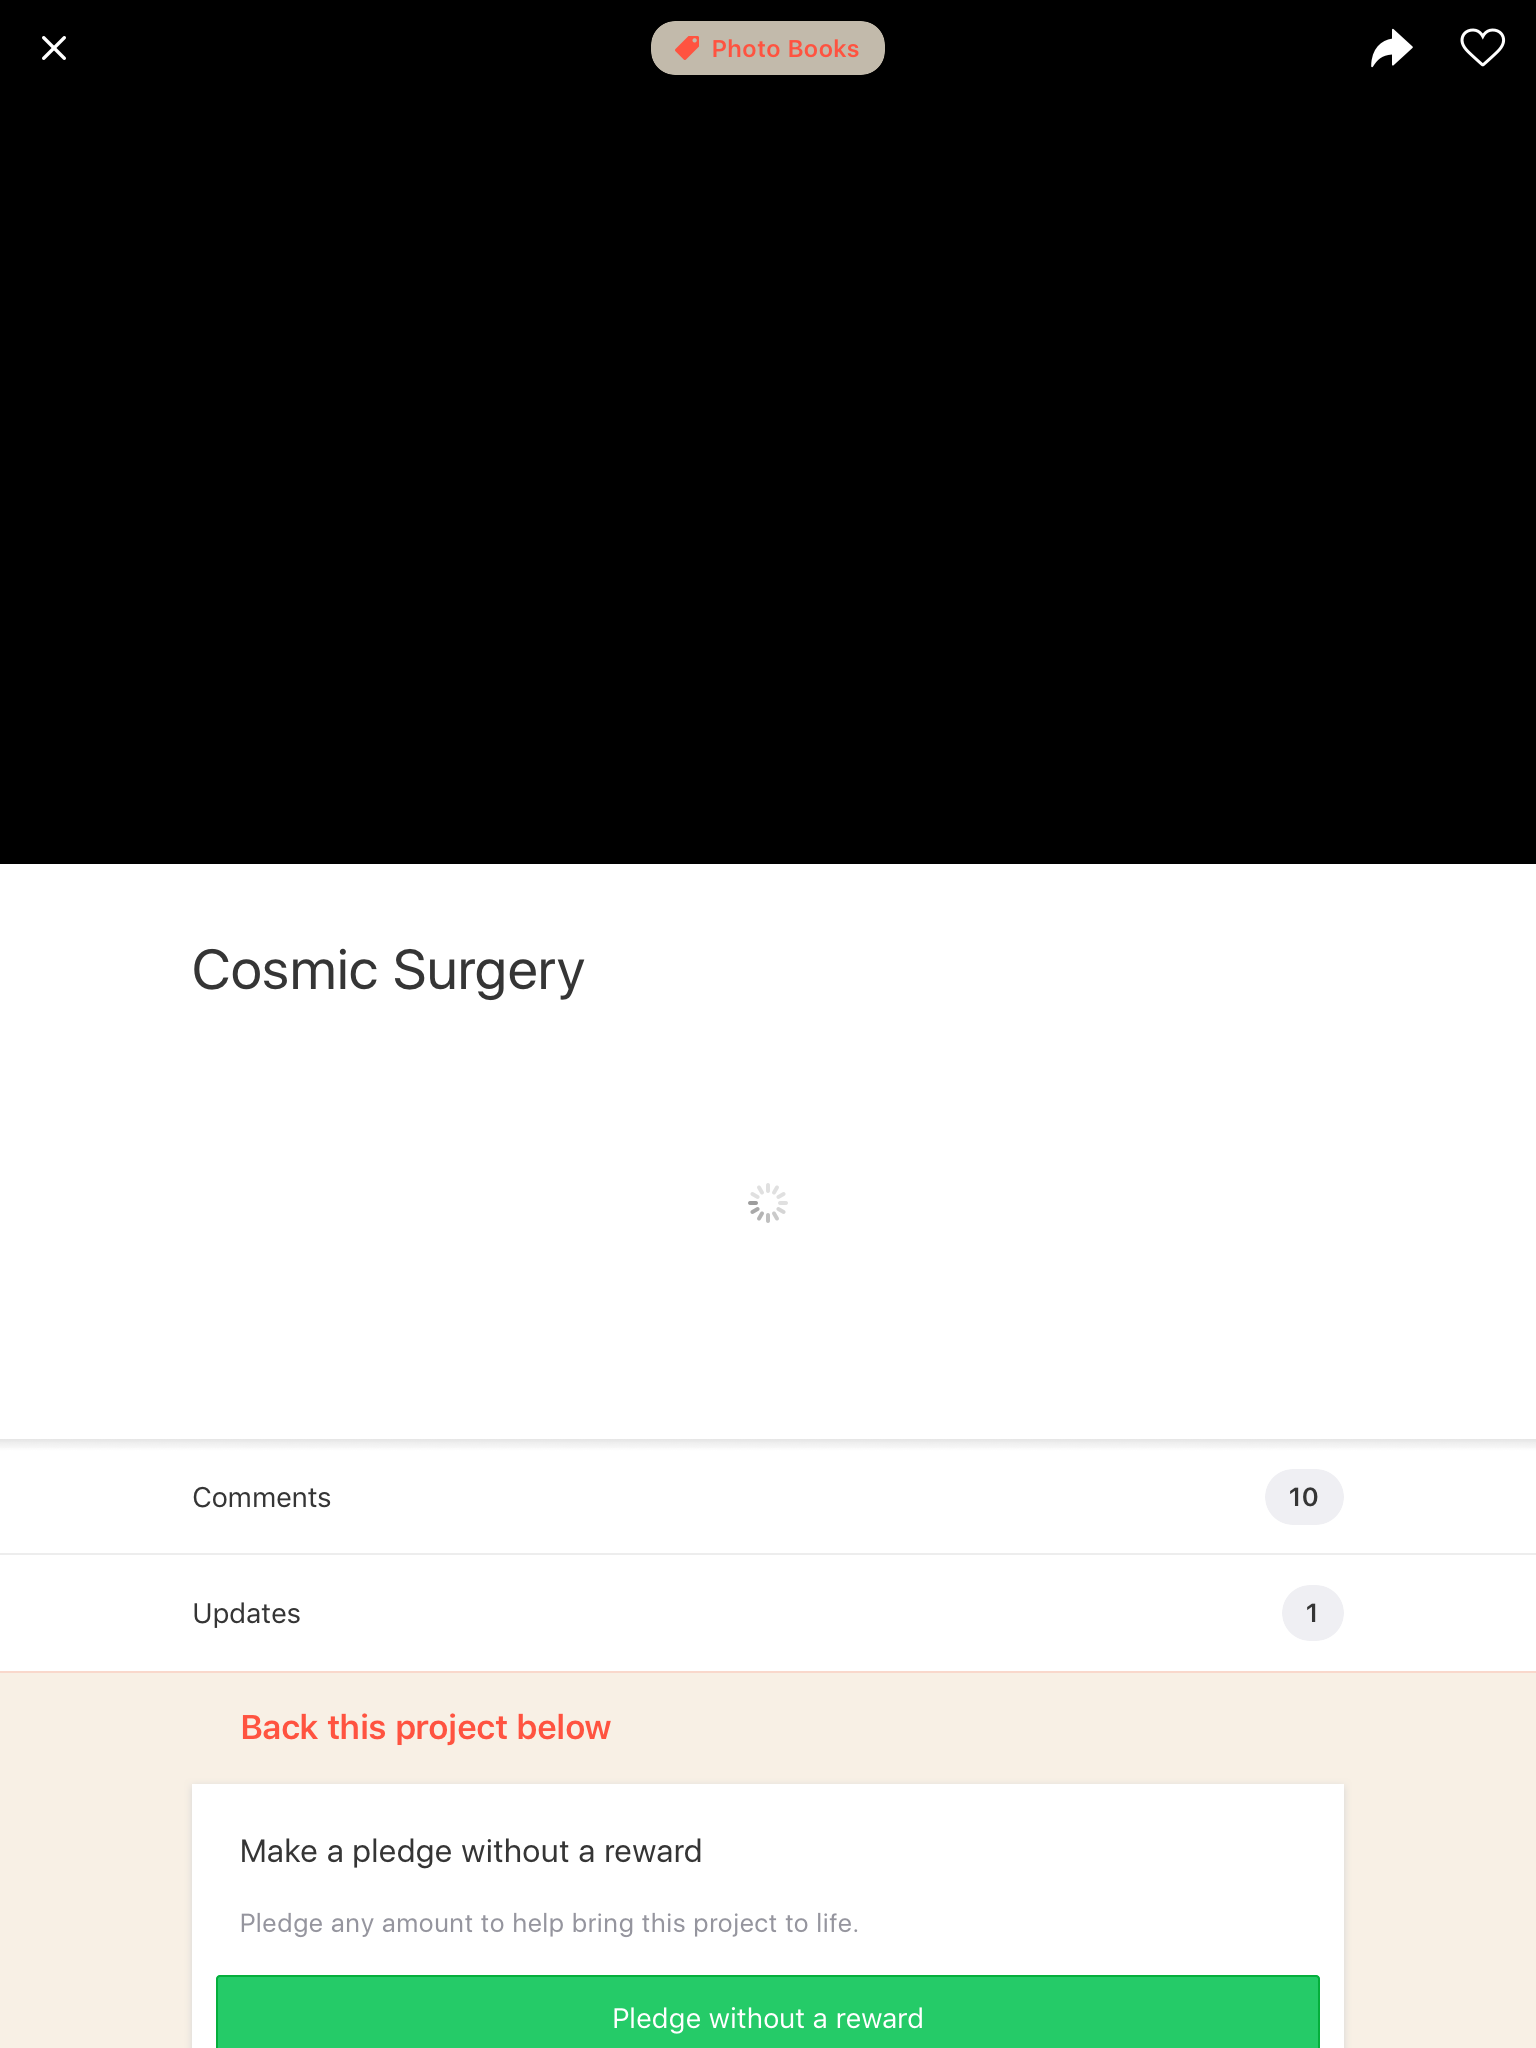 Photo Books
Cosmic Surgery
Comments
10
Updates
1
Back this project below
Make a pledge without a reward
Pledge any amount to help bring this project to life.
Pledge without a reward